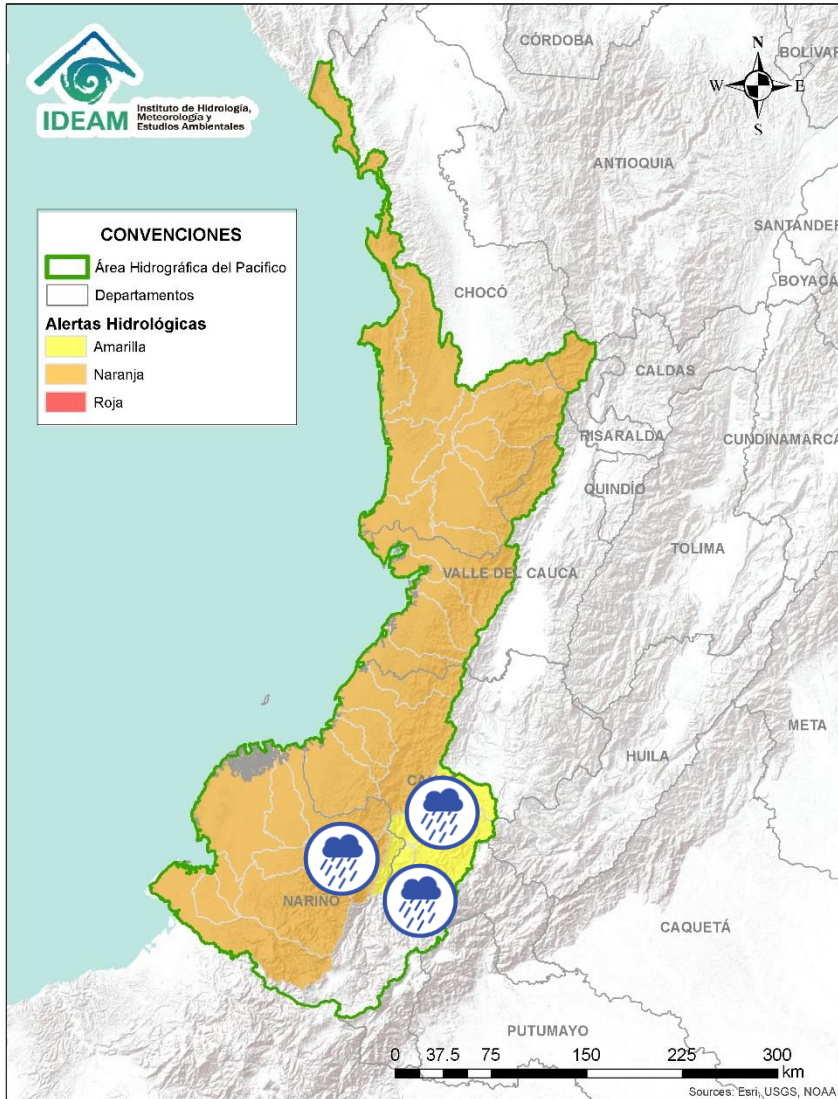 IDEAM
Instituto de Hidrología,
Meteorología y
Estudios Ambientales
CÓRDOBA
BOLÍVAR
N
W
E
S
ANTIOQUIA
SANTANDER
BOYACÁ
CONVENCIONES
Área Hidrográfica del Pacifico
Departamentos
Alertas Hidrológicas
Amarilla
Naranja
Roja
CHOCÓ
CALDAS
RISARALDA
CUNDINAMARCA
QUINDÍO
TOLIMA
VALLE DEL CAUCA
META
HUILA
NARIÑO
CAQUETÁ
PUTUMAYO
0 37.5 75 150 225 300
km
Sources: Esri, USGS, NOAA